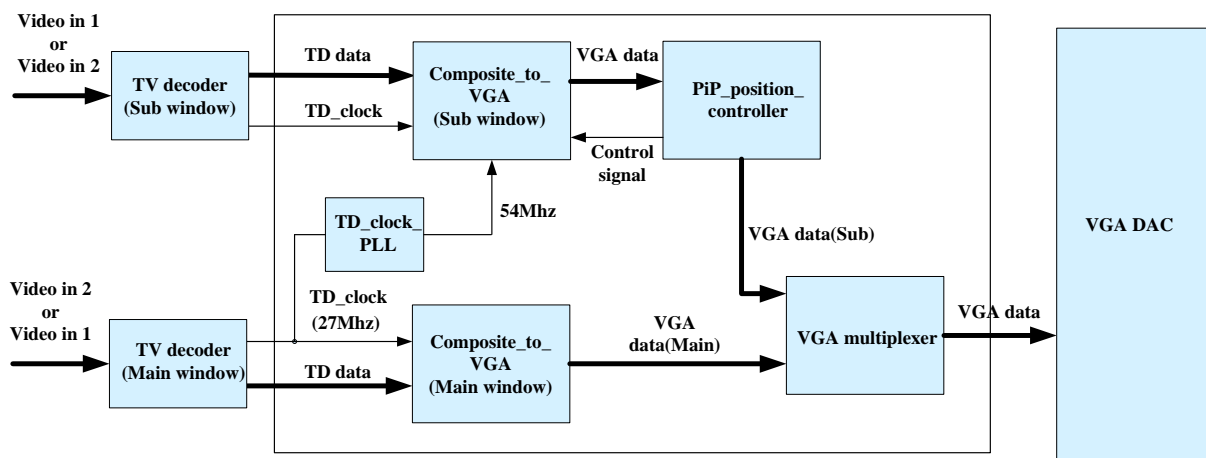 Video in 1
or
Video in 2
TV decoder
(Sub window)
TD data
TD_clock
Composite_to_
VGA
(Sub window)
VGA data
Control
signal
PiP_position_
controller
TD_clock_
PLL
54Mhz
VGA data(Sub)
VGA DAC
Video in 2
or
Video in 1
TV decoder
(Main window)
TD_clock
(27Mhz)
TD data
Composite_to_
VGA
(Main window)
VGA
data(Main)
VGA multiplexer
VGA data